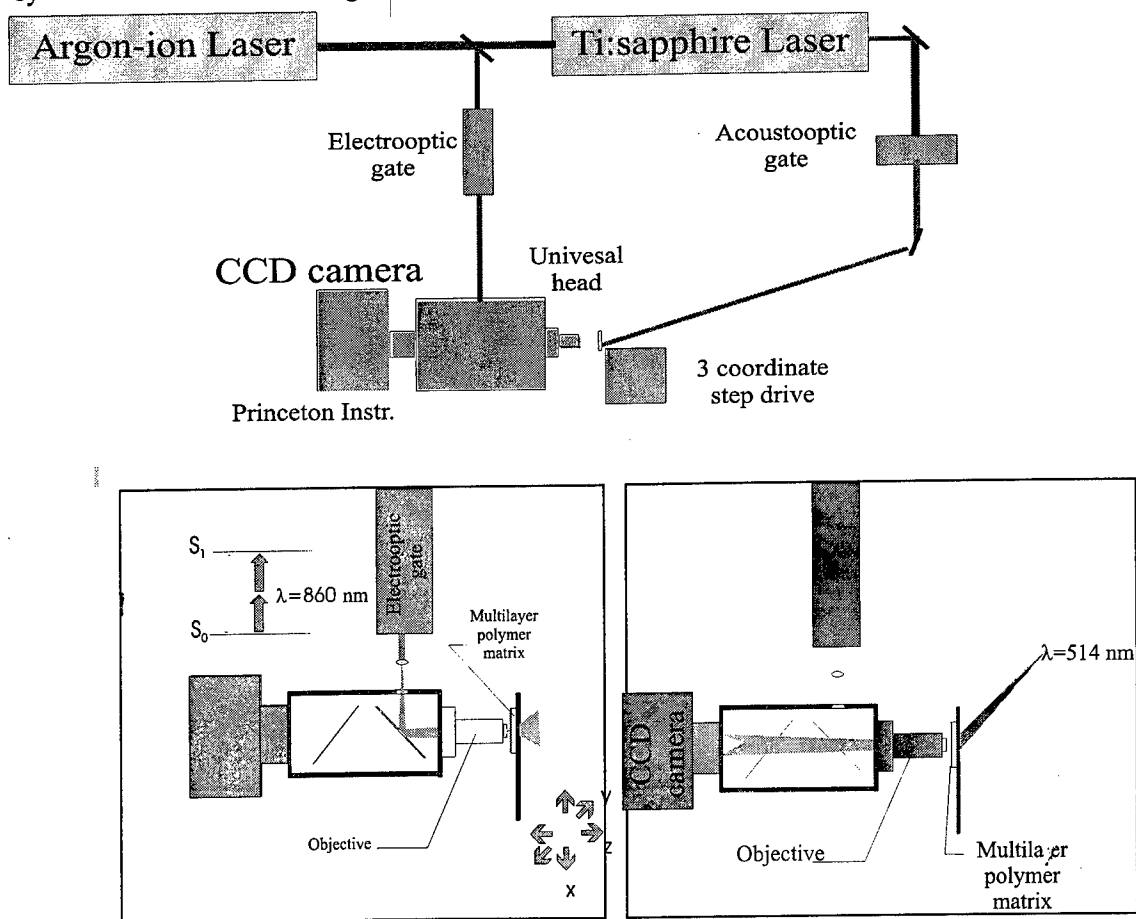 Argon-ion Laser
Ti:sapphire Laser
Electrooptic
gate
Acoustooptic
gate
CCD camera
Univesal
head
3 coordinate
step drive
Princeton Instr.
S1
λ=860 nm
S0
Electrooptic
gate
Multilayer
polymer
matrix
Objective
Y
Z
X
λ=514 nm
CCD
camera
Objective
Multilayer
polymer
matrix